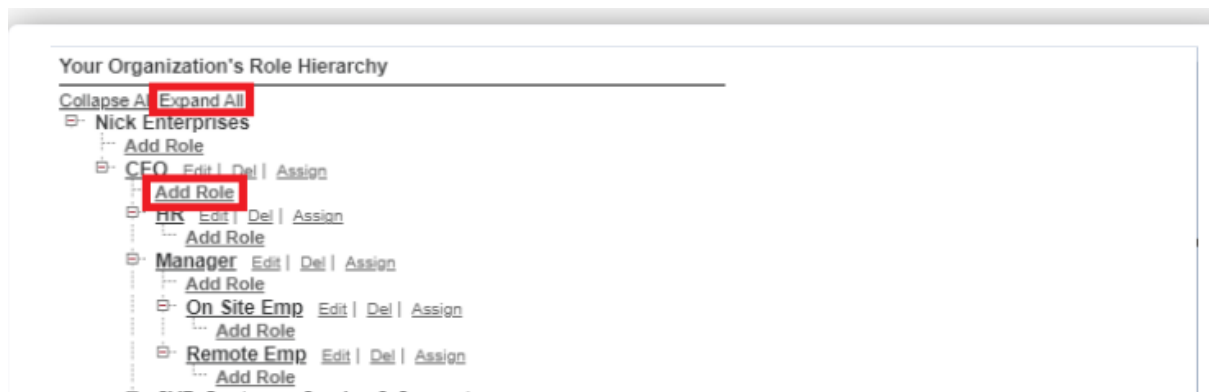 Your Organization's Role Hierarchy
Collapse Al Expand All
Nick Enterprises
Add Role
CEO Edit | Del | Assign
Add Role
HR Edit | Del | Assign
Add Role
Manager Edit | Del | Assign
Add Role
On Site Emp Edit | Del | Assign
Add Role
Remote Emp Edit | Del | Assign
Add Role